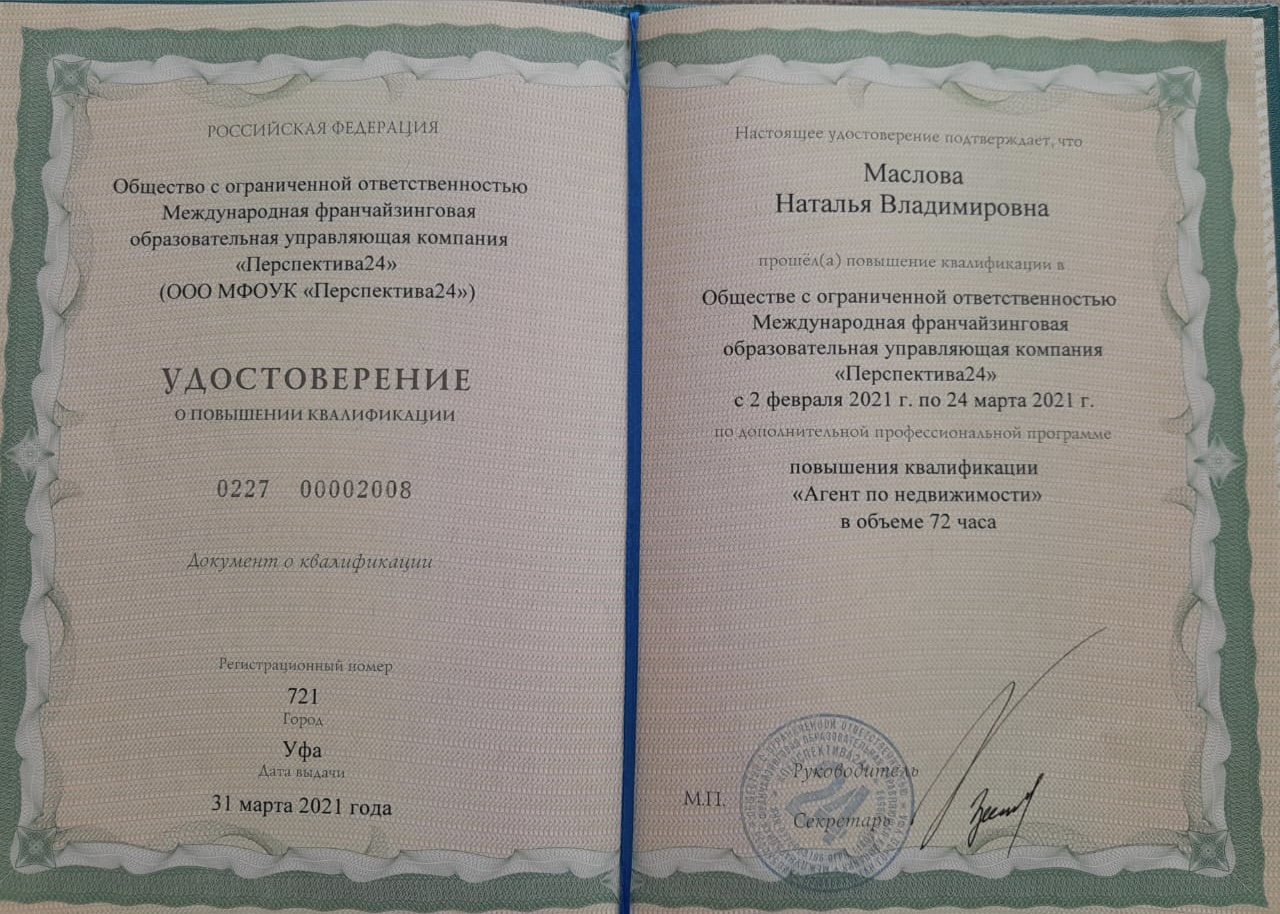 РОССИЙСКАЯ ФЕДЕРАЦИЯ
Общество с ограниченной ответственностью
Международная франчайзинговая
образовательная управляющая компания
«Перспектива24»
(ООО МФОУК «Перспектива24»)
УДОСТОВЕРЕНИЕ
О ПОВЫШЕНИИ КВАЛИФИКАЦИИ
0227 00002008
Документ о квалификации
Регистрационный номер
721
Город
Уфа
Дата выдачи
31 марта 2021 года
Настоящее удостоверение подтверждает, что
Маслова
Наталья Владимировна
прошёл(а) повышение квалификации в
Обществе с ограниченной ответственностью
Международная франчайзинговая
образовательная управляющая компания
«Перспектива24»
с 2 февраля 2021 г. по 24 марта 2021 г.
по дополнительной профессиональной программе
повышения квалификации
«Агент по недвижимости»
в объеме 72 часа
Руководитель
М.П.
Секретарь